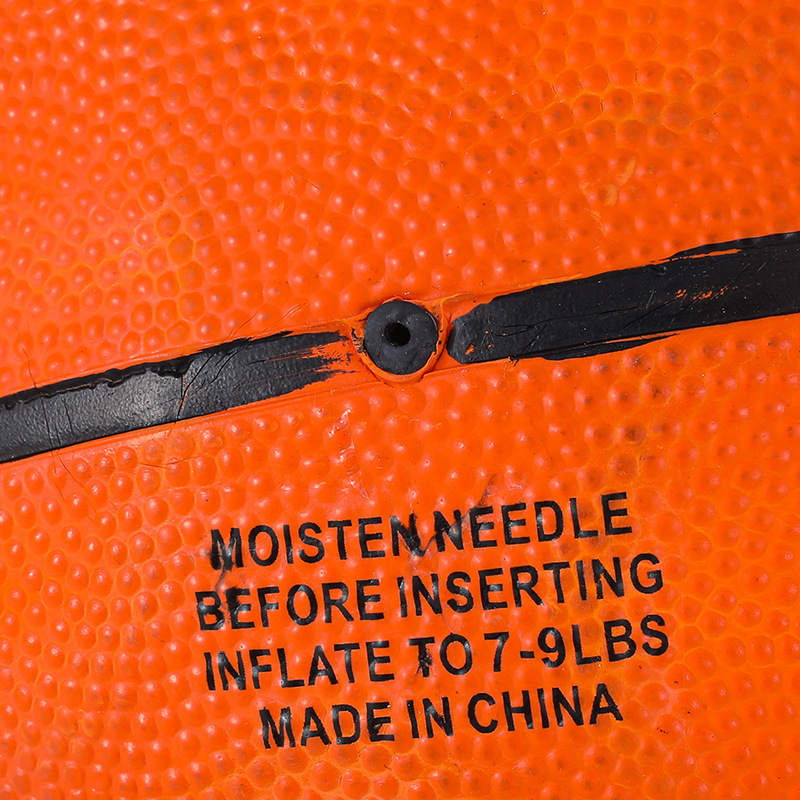 MOISTEN NEEDLE
BEFORE INSERTING
INFLATE TO 7-9LBS
MADE IN CHINA